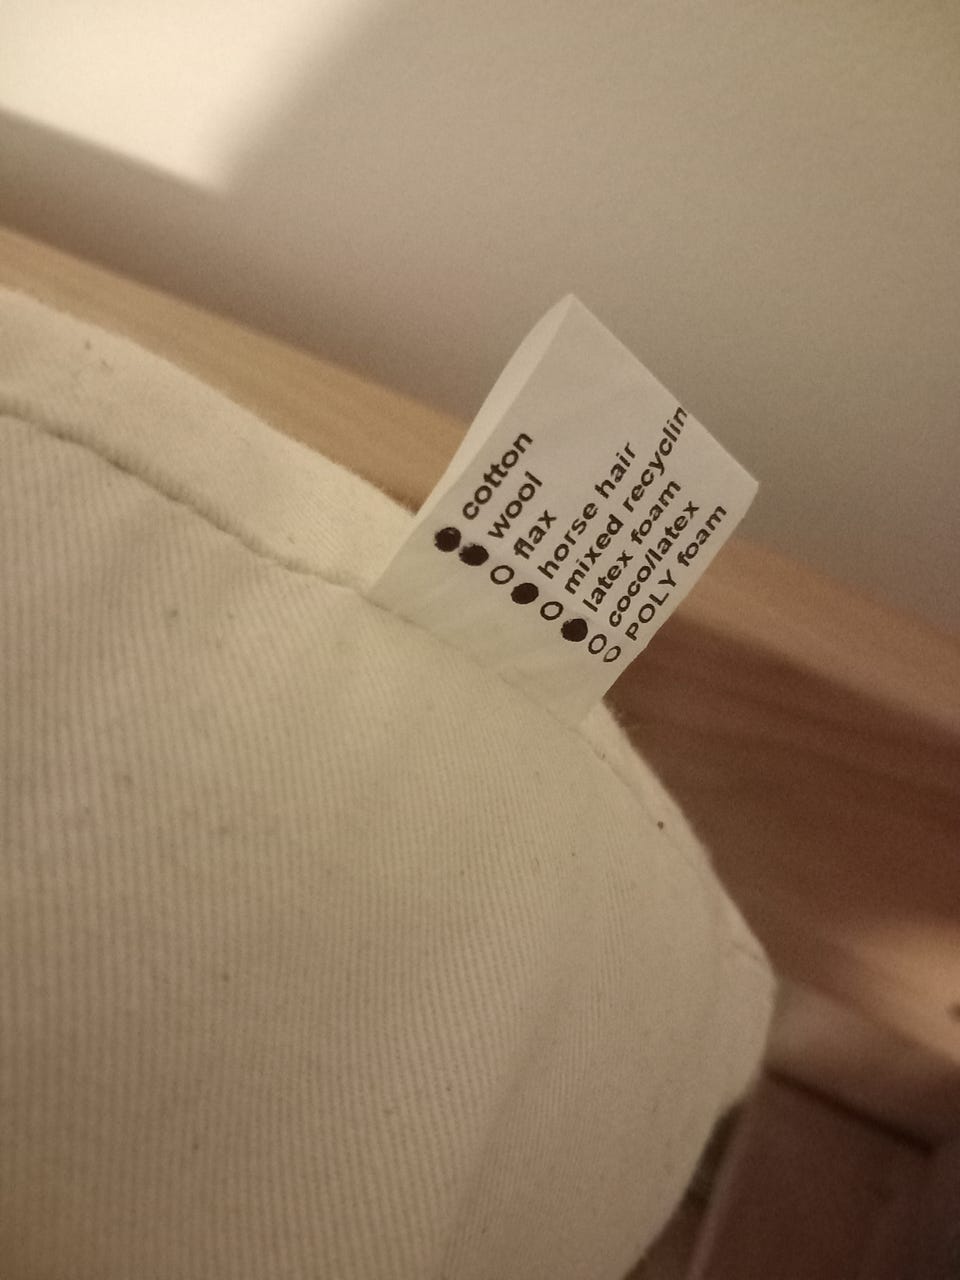 ● cotton
● wool
○ flax
● horse hair
○ mixed recyclin
● latex foam
○ coco/latex
○ POLY foam